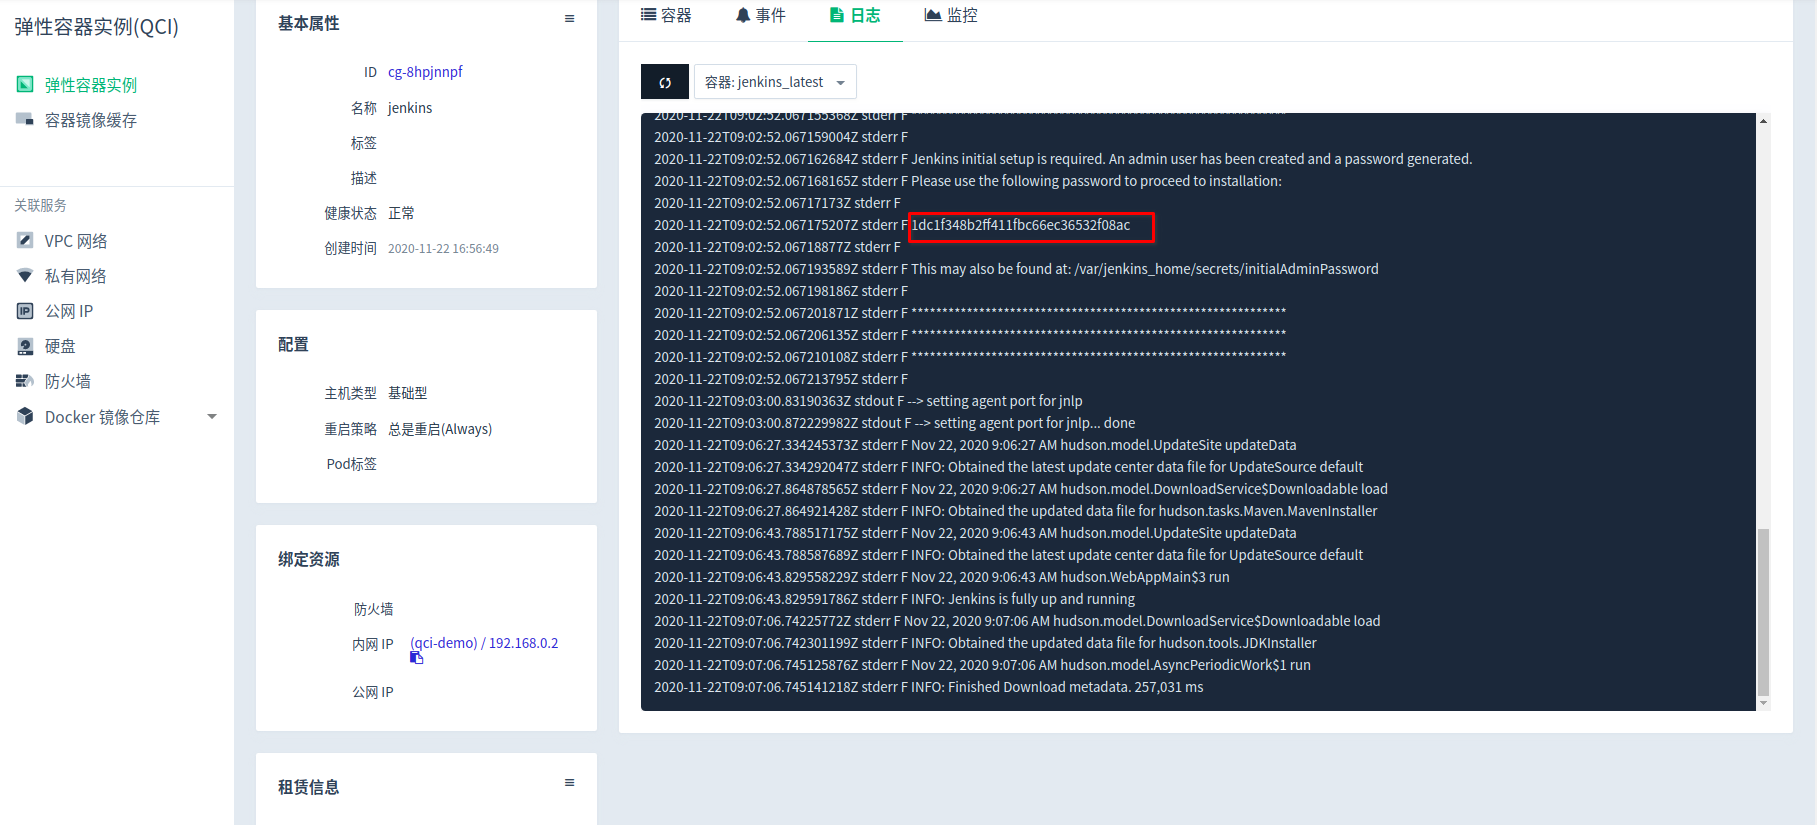 弹性容器实例(QCI)
弹性容器实例
容器镜像缓存
关联服务
VPC 网络
私有网络
公网 IP
硬盘
防火墙
Docker 镜像仓库
基本属性
ID cg-8hpjnnpf
名称 jenkins
标签
描述
健康状态 正常
创建时间 2020-11-22 16:56:49
配置
主机类型 基础型
重启策略 总是重启(Always)
Pod标签
绑定资源
防火墙
内网 IP (qci-demo) / 192.168.0.2
公网 IP
租赁信息
容器 事件 日志 监控
容器: jenkins_latest
2020-11-22T09:02:52.067155368Z stderr F *************************************************************
2020-11-22T09:02:52.067159004Z stderr F
2020-11-22T09:02:52.067162684Z stderr F Jenkins initial setup is required. An admin user has been created and a password generated.
2020-11-22T09:02:52.067168165Z stderr F Please use the following password to proceed to installation:
2020-11-22T09:02:52.06717173Z stderr F
2020-11-22T09:02:52.067175207Z stderr F 1dc1f348b2ff411fbc66ec36532f08ac
2020-11-22T09:02:52.06718877Z stderr F
2020-11-22T09:02:52.067193589Z stderr F This may also be found at: /var/jenkins_home/secrets/initialAdminPassword
2020-11-22T09:02:52.067198186Z stderr F
2020-11-22T09:02:52.067201871Z stderr F *************************************************************
2020-11-22T09:02:52.067206135Z stderr F *************************************************************
2020-11-22T09:02:52.067210108Z stderr F *************************************************************
2020-11-22T09:02:52.067213795Z stderr F
2020-11-22T09:03:00.83190363Z stdout F --> setting agent port for jnlp
2020-11-22T09:03:00.872229982Z stdout F --> setting agent port for jnlp... done
2020-11-22T09:06:27.334245373Z stderr F Nov 22, 2020 9:06:27 AM hudson.model.UpdateSite updateData
2020-11-22T09:06:27.334292047Z stderr F INFO: Obtained the latest update center data file for UpdateSource default
2020-11-22T09:06:27.864878565Z stderr F Nov 22, 2020 9:06:27 AM hudson.model.DownloadService$Downloadable load
2020-11-22T09:06:27.864921428Z stderr F INFO: Obtained the updated data file for hudson.tasks.Maven.MavenInstaller
2020-11-22T09:06:43.788517175Z stderr F Nov 22, 2020 9:06:43 AM hudson.model.UpdateSite updateData
2020-11-22T09:06:43.788587689Z stderr F INFO: Obtained the latest update center data file for UpdateSource default
2020-11-22T09:06:43.829558229Z stderr F Nov 22, 2020 9:06:43 AM hudson.WebAppMain$3 run
2020-11-22T09:06:43.829591786Z stderr F INFO: Jenkins is fully up and running
2020-11-22T09:07:06.74225772Z stderr F Nov 22, 2020 9:07:06 AM hudson.model.DownloadService$Downloadable load
2020-11-22T09:07:06.742301199Z stderr F INFO: Obtained the updated data file for hudson.tools.JDKInstaller
2020-11-22T09:07:06.745125876Z stderr F Nov 22, 2020 9:07:06 AM hudson.model.AsyncPeriodicWork$1 run
2020-11-22T09:07:06.745141218Z stderr F INFO: Finished Download metadata. 257,031 ms